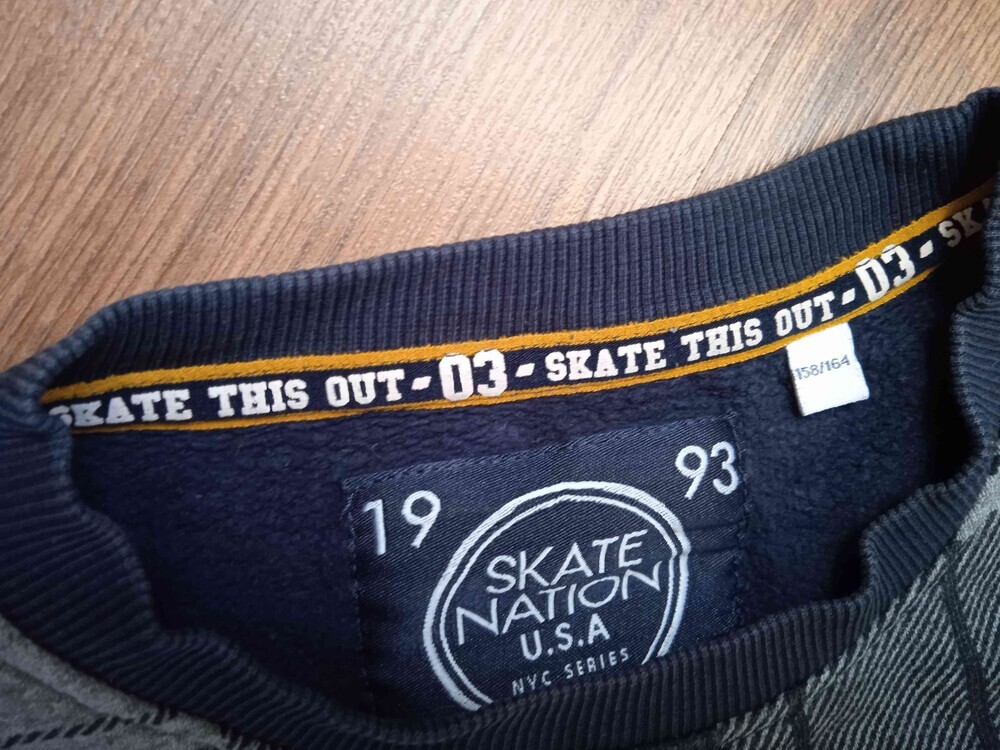 SKATE THIS OUT - 03 - SKATE THIS OUT - 03 - SK
158/164
19 93
SKATE
NATION
U.S.A
NYC SERIES